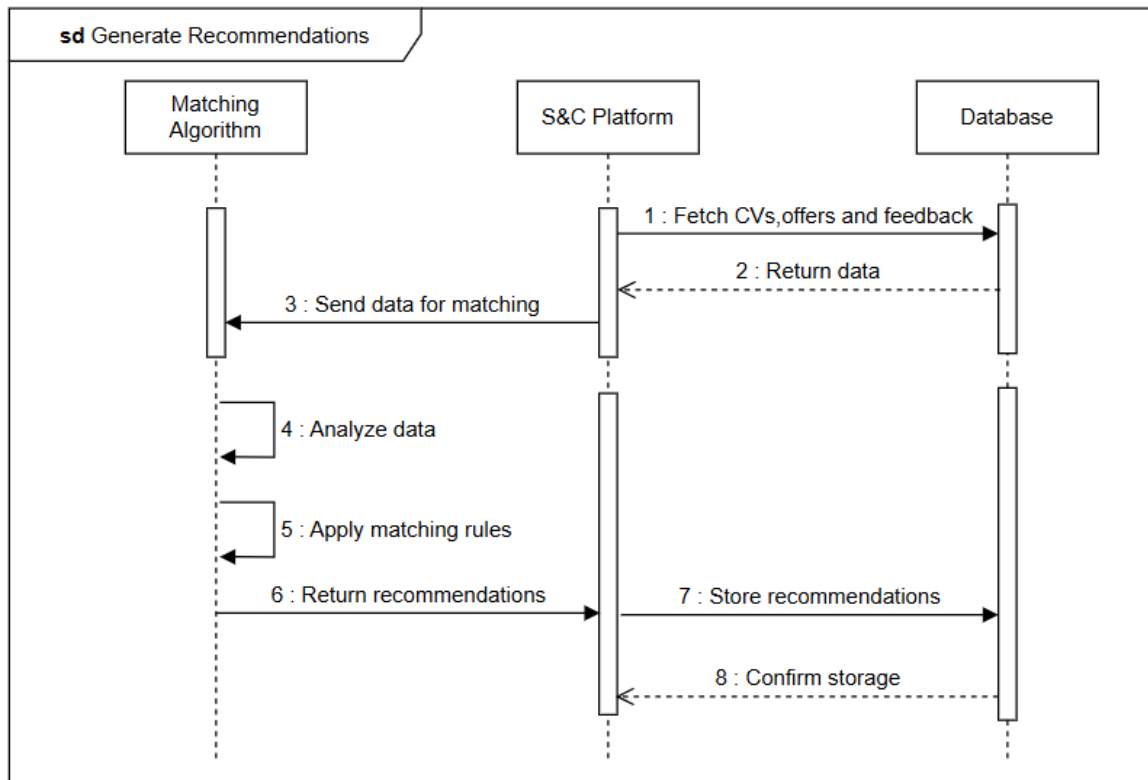 sd Generate Recommendations
Matching
Algorithm
S&C Platform
Database
1 : Fetch CVs,offers and feedback
2 : Return data
3 : Send data for matching
4 : Analyze data
5 : Apply matching rules
6 : Return recommendations
7 : Store recommendations
8 : Confirm storage